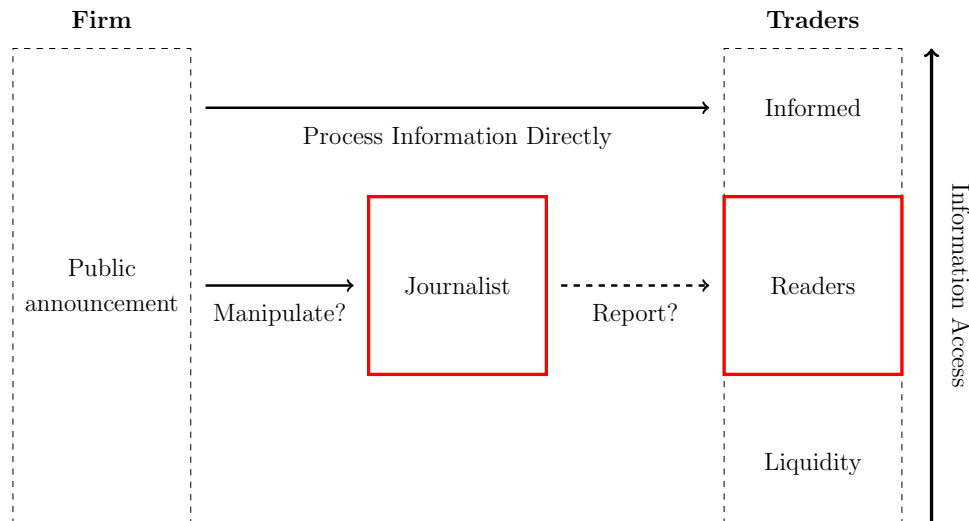 Firm
Traders
Informed
Process Information Directly
Public
announcement
Manipulate?
Journalist
Report?
Readers
Information Access
Liquidity